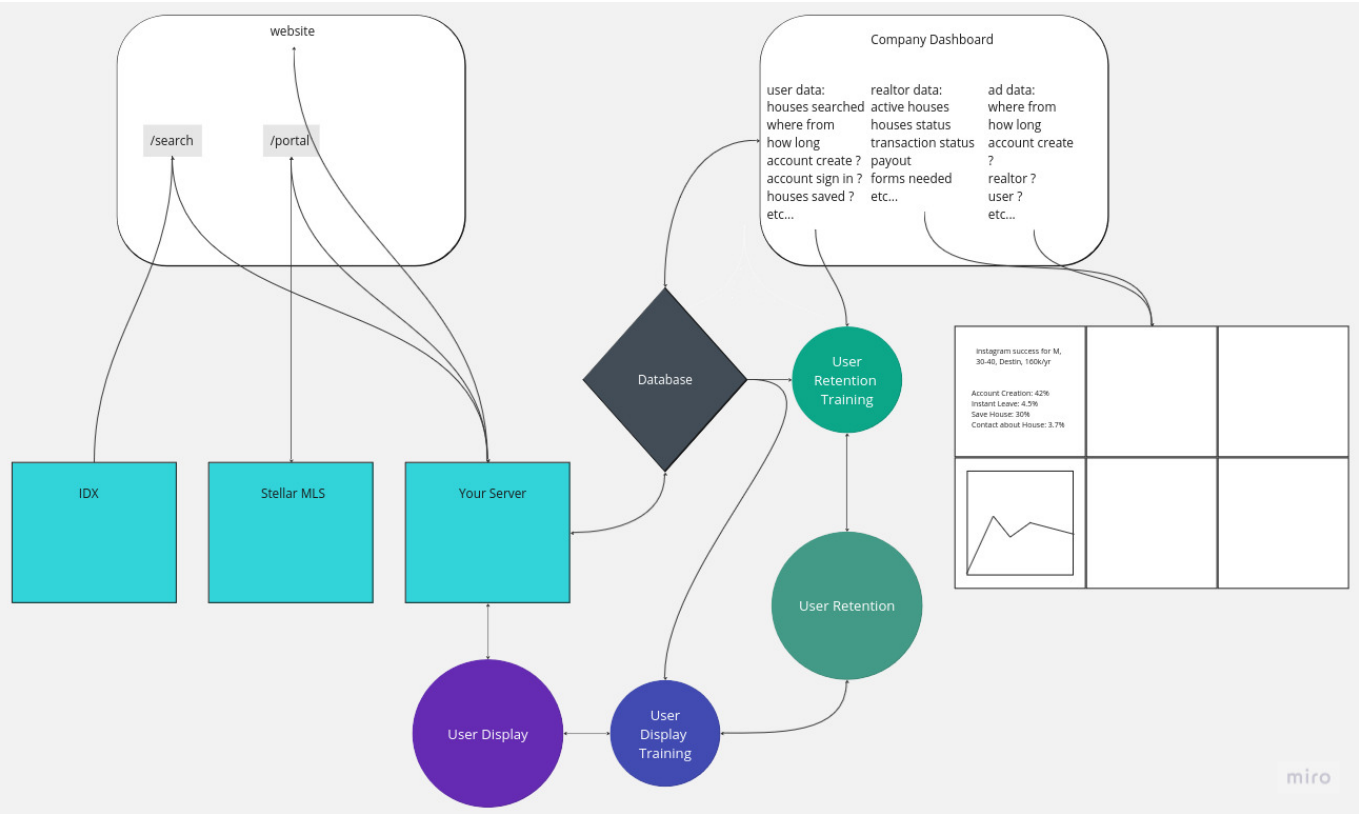 website
/search
/portal
Company Dashboard
user data:
houses searched
where from
how long
account create ?
account sign in ?
houses saved ?
etc...
realtor data:
active houses
houses status
transaction status
payout
forms needed
etc...
ad data:
where from
how long
account create
?
realtor ?
user ?
etc...
Database
User
Retention
Training
instagram success for M,
30-40, Destin, 160k/yr
Account Creation: 42%
Instant Leave: 4.5%
Save House: 30%
Contact about House: 3.7%
IDX
Stellar MLS
Your Server
User Retention
User Display
User
Display
Training
miro